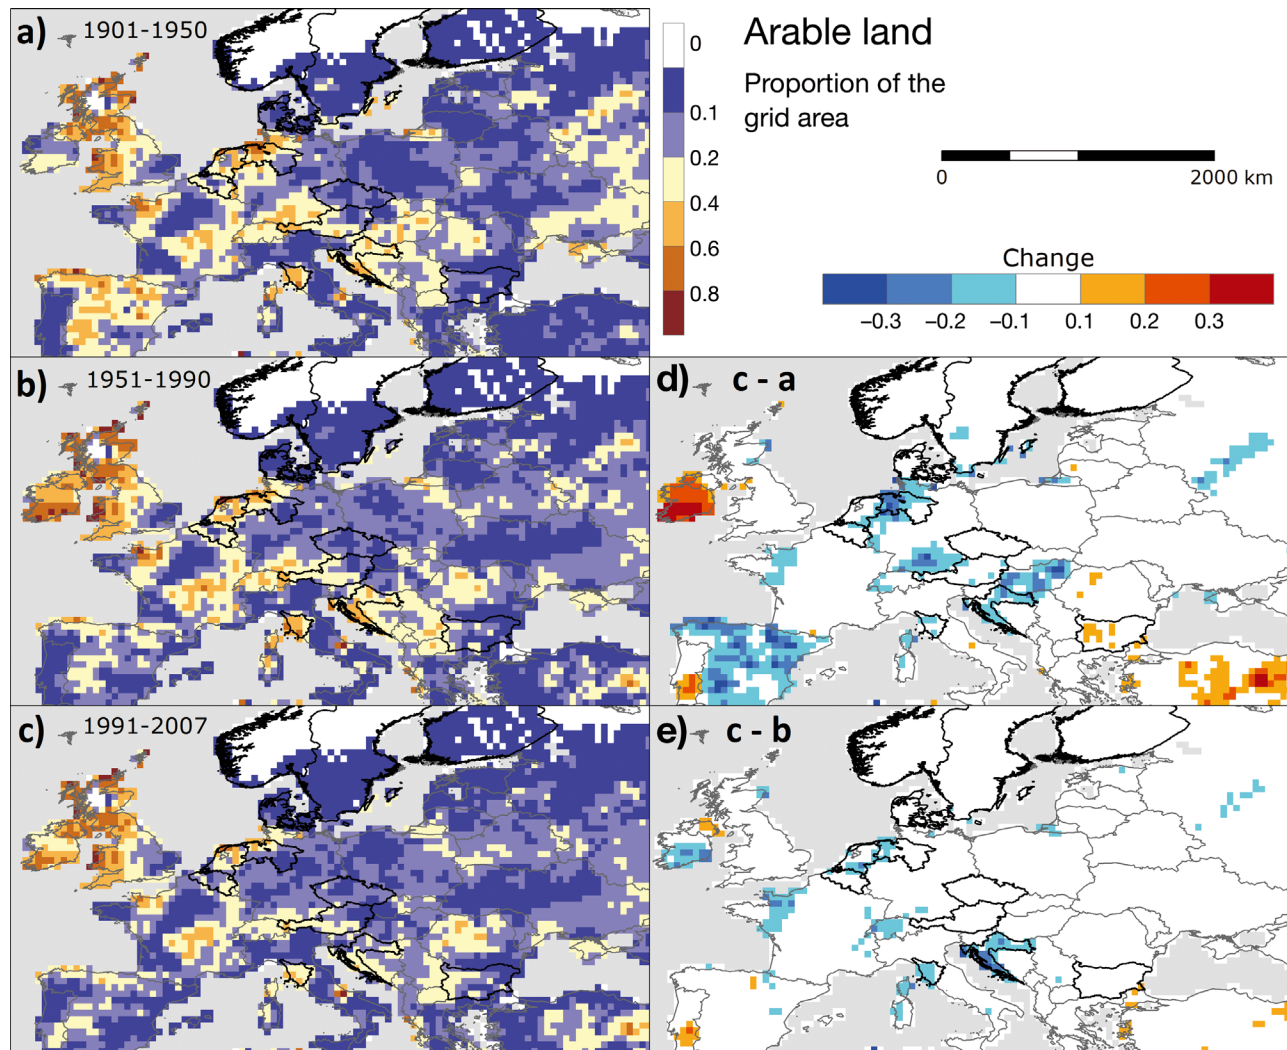 a) 1901-1950
0
0.1
0.2
0.4
0.6
0.8
Arable land
Proportion of the
grid area
0 2000 km
Change
−0.3 −0.2 −0.1 0.1 0.2 0.3
b) 1951-1990
d) c - a
c) 1991-2007
e) c - b